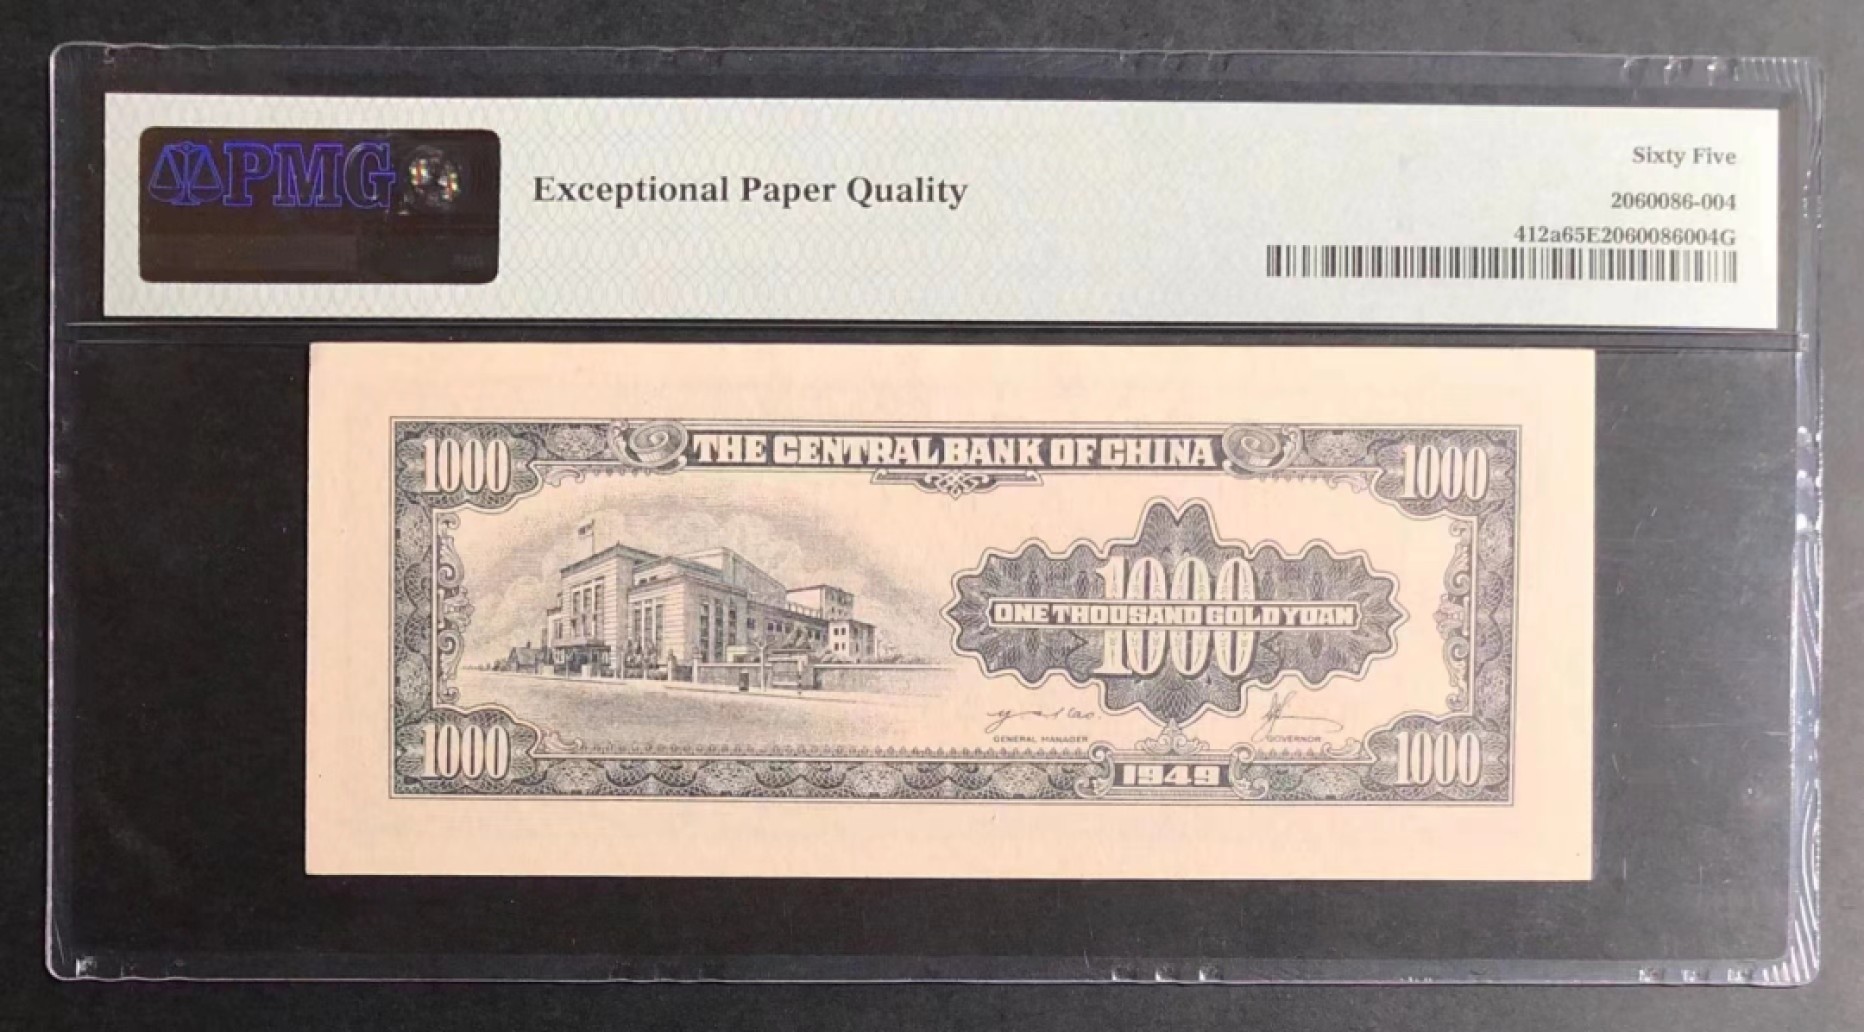 PMG
Exceptional Paper Quality
Sixty Five
2060086-004
412a65E2060086004G
1000
THE CENTRAL BANK OF CHINA
1000
1000
ONE THOUSAND GOLD YUAN
1000
GENERAL MANAGER
GOVERNOR
1000
1949
1000